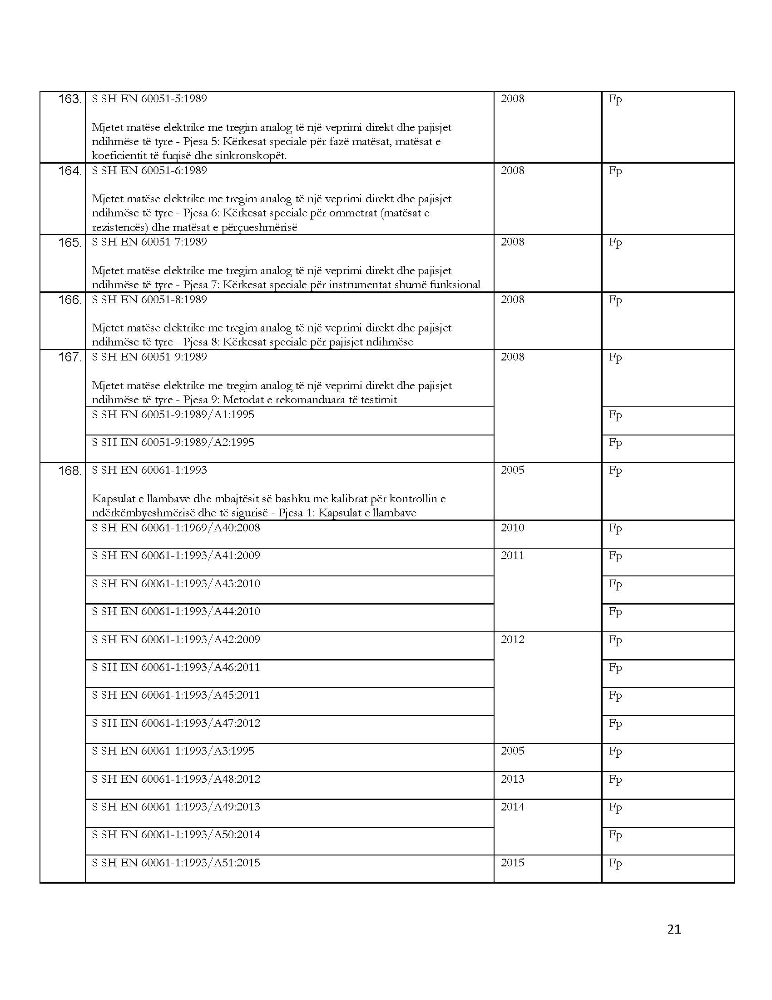 163. S SH EN 60051-5:1989 2008 Fp
Mjetet matëse elektrike me tregim analog të një veprimi direkt dhe pajisjet
ndihmëse të tyre - Pjesa 5: Kërkesat speciale për fazë matësat, matësat e
koeficientit të fuqisë dhe sinkronskopët.
164. S SH EN 60051-6:1989 2008 Fp
Mjetet matëse elektrike me tregim analog të një veprimi direkt dhe pajisjet
ndihmëse të tyre - Pjesa 6: Kërkesat speciale për ommetrat (matësat e
rezistencës) dhe matësat e përçueshmërisë
165. S SH EN 60051-7:1989 2008 Fp
Mjetet matëse elektrike me tregim analog të një veprimi direkt dhe pajisjet
ndihmëse të tyre - Pjesa 7: Kërkesat speciale për instrumentat shumë funksional
166. S SH EN 60051-8:1989 2008 Fp
Mjetet matëse elektrike me tregim analog të një veprimi direkt dhe pajisjet
ndihmëse të tyre - Pjesa 8: Kërkesat speciale për pajisjet ndihmëse
167. S SH EN 60051-9:1989 2008 Fp
Mjetet matëse elektrike me tregim analog të një veprimi direkt dhe pajisjet
ndihmëse të tyre - Pjesa 9: Metodat e rekomanduara të testimit
S SH EN 60051-9:1989/A1:1995 Fp
S SH EN 60051-9:1989/A2:1995 Fp
168. S SH EN 60061-1:1993 2005 Fp
Kapsulat e llambave dhe mbajtësit së bashku me kalibrat për kontrollin e
ndërkëmbyeshmërisë dhe të sigurisë - Pjesa 1: Kapsulat e llambave
S SH EN 60061-1:1969/A40:2008 2010 Fp
S SH EN 60061-1:1993/A41:2009 2011 Fp
S SH EN 60061-1:1993/A43:2010 Fp
S SH EN 60061-1:1993/A44:2010 Fp
S SH EN 60061-1:1993/A42:2009 2012 Fp
S SH EN 60061-1:1993/A46:2011 Fp
S SH EN 60061-1:1993/A45:2011 Fp
S SH EN 60061-1:1993/A47:2012 Fp
S SH EN 60061-1:1993/A3:1995 2005 Fp
S SH EN 60061-1:1993/A48:2012 2013 Fp
S SH EN 60061-1:1993/A49:2013 2014 Fp
S SH EN 60061-1:1993/A50:2014 Fp
S SH EN 60061-1:1993/A51:2015 2015 Fp
21